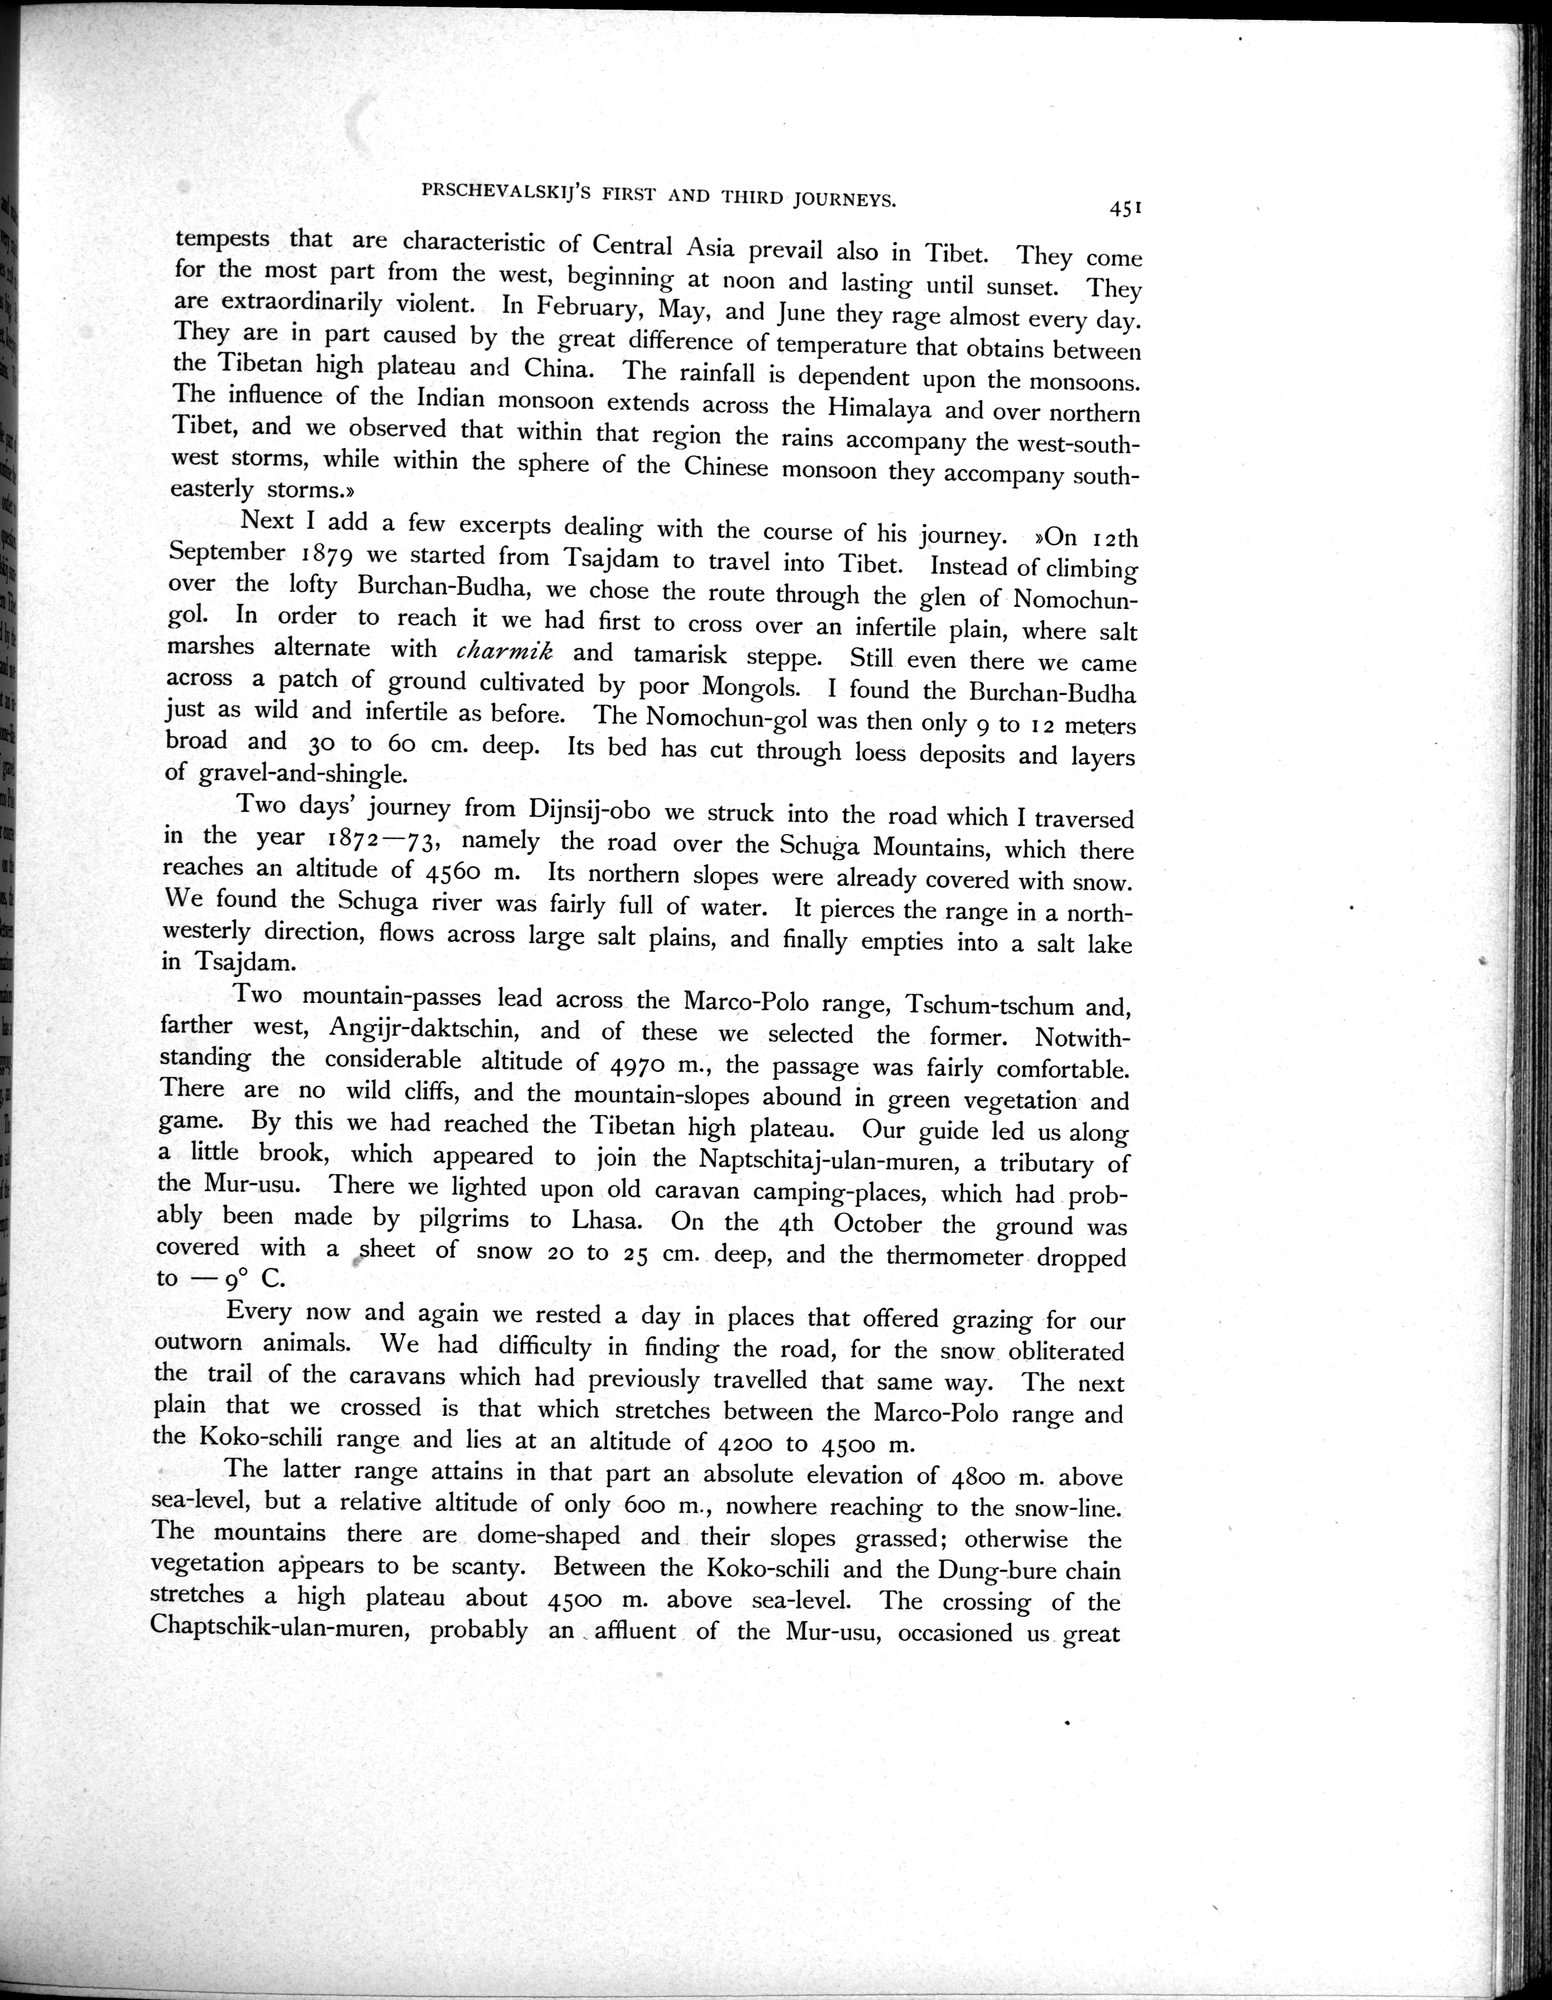 PRSCHEVALSKIJ'S FIRST AND THIRD JOURNEYS.
451
tempests that are characteristic of Central Asia prevail also in Tibet. They come
for the most part from the west, beginning at noon and lasting until sunset. They
are extraordinarily violent. In February, May, and June they rage almost every day.
They are in part caused by the great difference of temperature that obtains between
the Tibetan high plateau and China. The rainfall is dependent upon the monsoons.
The influence of the Indian monsoon extends across the Himalaya and over northern
Tibet, and we observed that within that region the rains accompany the west-south-
west storms, while within the sphere of the Chinese monsoon they accompany south-
easterly storms.»
Next I add a few excerpts dealing with the course of his journey. »On 12th
September 1879 we started from Tsajdam to travel into Tibet. Instead of climbing
over the lofty Burchan-Budha, we chose the route through the glen of Nomochun-
gol. In order to reach it we had first to cross over an infertile plain, where salt
marshes alternate with charmik and tamarisk steppe. Still even there we came
across a patch of ground cultivated by poor Mongols. I found the Burchan-Budha
just as wild and infertile as before. The Nomochun-gol was then only 9 to 12 meters
broad and 30 to 60 cm. deep. Its bed has cut through loess deposits and layers
of gravel-and-shingle.
Two days' journey from Dijnsij-obo we struck into the road which I traversed
in the year 1872—73, namely the road over the Schuga Mountains, which there
reaches an altitude of 4560 m. Its northern slopes were already covered with snow.
We found the Schuga river was fairly full of water. It pierces the range in a north-
westerly direction, flows across large salt plains, and finally empties into a salt lake
in Tsajdam.
Two mountain-passes lead across the Marco-Polo range, Tschum-tschum and,
farther west, Angijr-daktschin, and of these we selected the former. Notwith-
standing the considerable altitude of 4970 m., the passage was fairly comfortable.
There are no wild cliffs, and the mountain-slopes abound in green vegetation and
game. By this we had reached the Tibetan high plateau. Our guide led us along
a little brook, which appeared to join the Naptschitaj-ulan-muren, a tributary of
the Mur-usu. There we lighted upon old caravan camping-places, which had prob-
ably been made by pilgrims to Lhasa. On the 4th October the ground was
covered with a sheet of snow 20 to 25 cm. deep, and the thermometer dropped
to — 9° C.
Every now and again we rested a day in places that offered grazing for our
outworn animals. We had difficulty in finding the road, for the snow obliterated
the trail of the caravans which had previously travelled that same way. The next
plain that we crossed is that which stretches between the Marco-Polo range and
the Koko-schili range and lies at an altitude of 4200 to 4500 m.
The latter range attains in that part an absolute elevation of 4800 m. above
sea-level, but a relative altitude of only 600 m., nowhere reaching to the snow-line.
The mountains there are dome-shaped and their slopes grassed; otherwise the
vegetation appears to be scanty. Between the Koko-schili and the Dung-bure chain
stretches a high plateau about 4500 m. above sea-level. The crossing of the
Chaptschik-ulan-muren, probably an affluent of the Mur-usu, occasioned us great